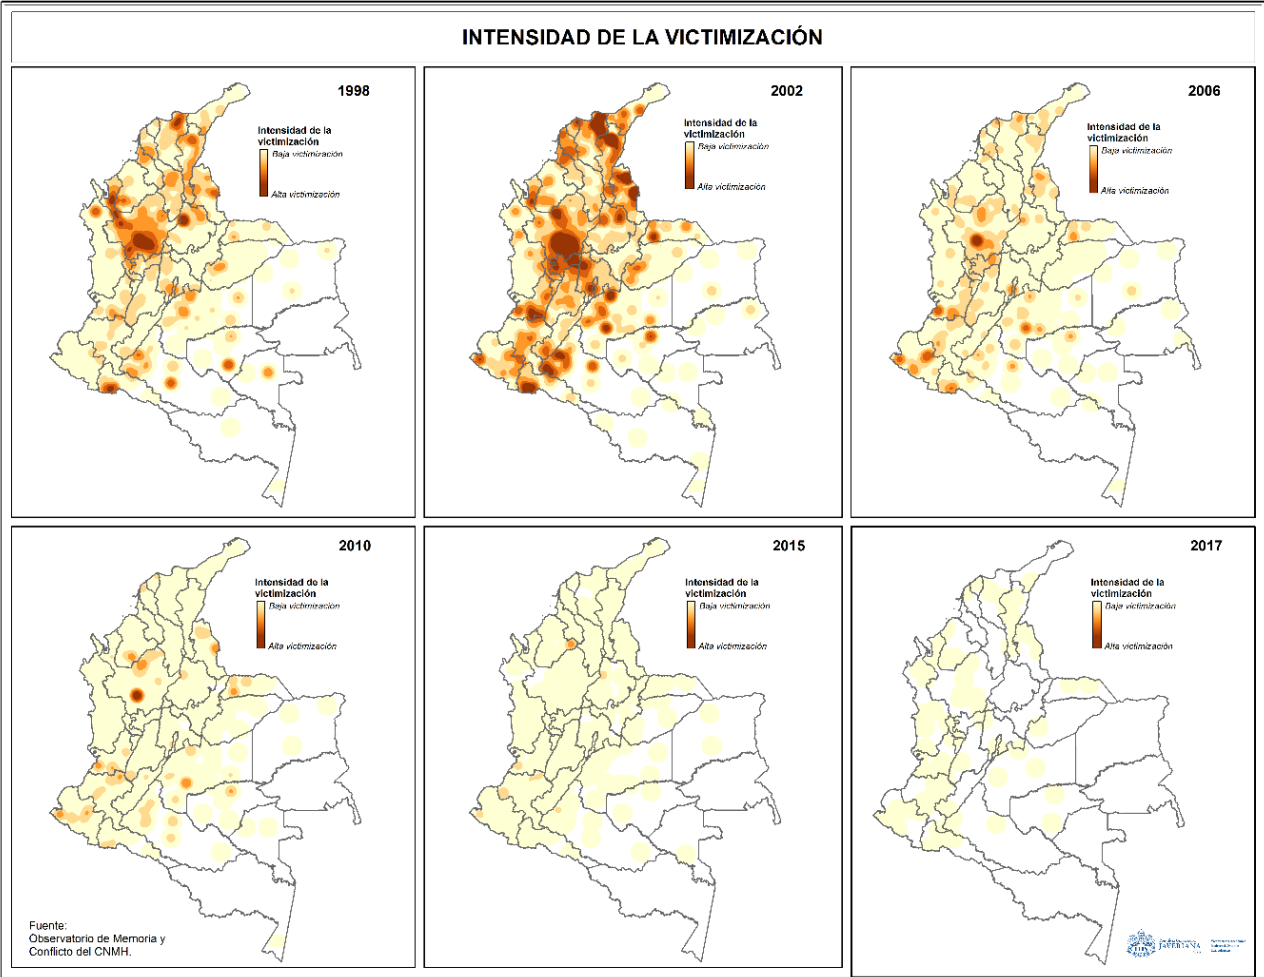 INTENSIDAD DE LA VICTIMIZACIÓN
1998
Intensidad de la
victimización
Baja victimización
Alta victimización
2002
Intensidad de la
victimización
Baja victimización
Alta victimización
2006
Intensidad de la
victimización
Baja victimización
Alta victimización
2010
Intensidad de la
victimización
Baja victimización
Alta victimización
Fuente:
Observatorio de Memoria y
Conflicto del CNMH.
2015
Intensidad de la
victimización
Baja victimización
Alta victimización
2017
Intensidad de la
victimización
Baja victimización
Alta victimización
JAVERIANA